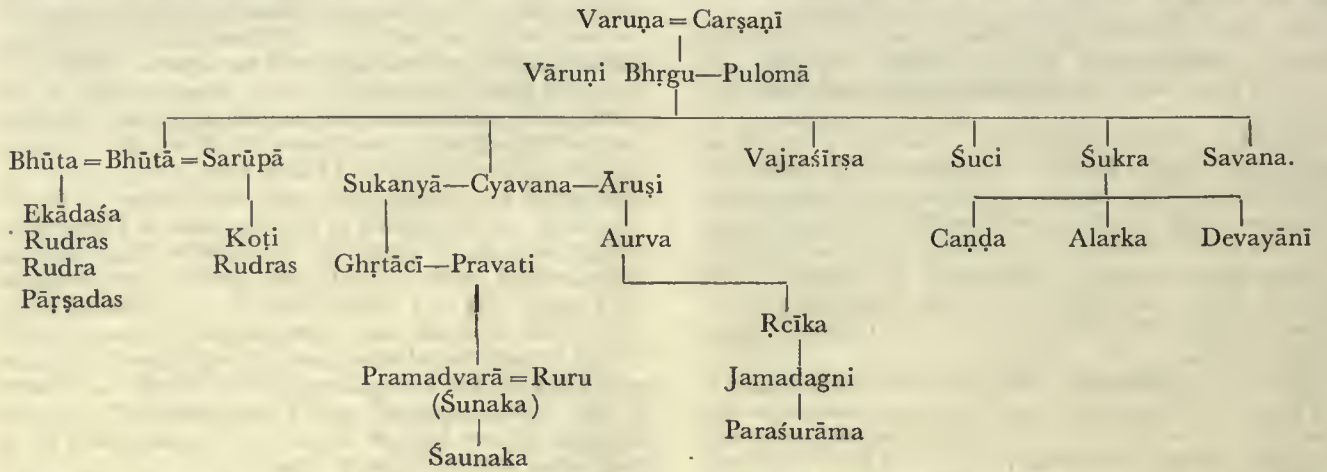 Varuṇa = Carṣaṇī
Vāruṇi Bhṛgu—Pulomā
Bhūta = Bhūtā = Sarūpā
Vajraśīrṣa
Śuci
Śukra
Savana.
Sukanyā—Cyavana—Āruṣi
Ekādaśa
Rudras
Rudra
Pārṣadas
Koṭi
Rudras
Ghṛtācī—Pravati
Aurva
Caṇḍa
Alarka
Devayānī
Ṛcīka
Pramadvarā = Ruru
(Śunaka)
Jamadagni
Śaunaka
Paraśurāma